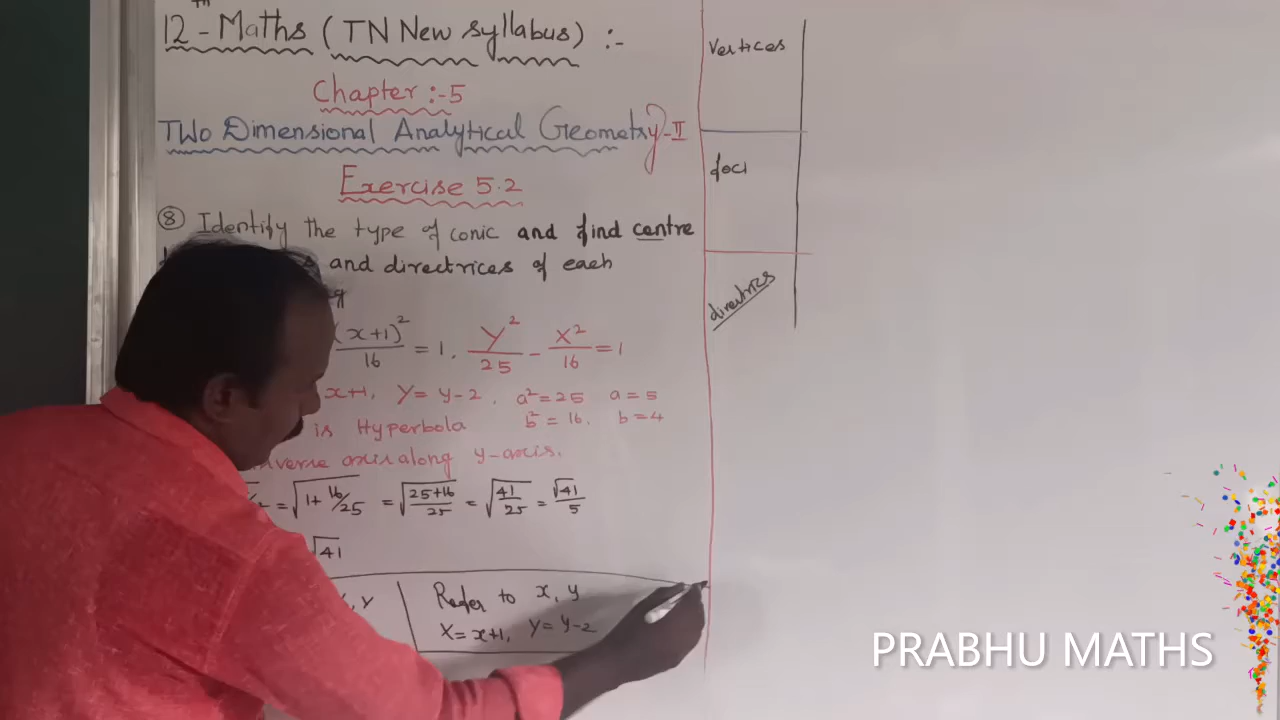 12th - Maths (TN New syllabus) :-
Chapter :- 5
Two Dimensional Analytical Geometry - II
Exercise 5.2
⑧ Identify the type of conic and find centre
and directrices of each
(x+1)²/16 = 1, Y²/25 - X²/16 = 1
x+1, Y = y-2, a² = 25 a = 5
is Hyperbola b² = 16, b = 4
axis along y-axis.
= √(1 + 16/25) = √((25+16)/25) = √(41/25) = √41/5
√41
, Y
Refer to x, y
X = x+1, Y = y-2
Vertices
foci
directrics
PRABHU MATHS